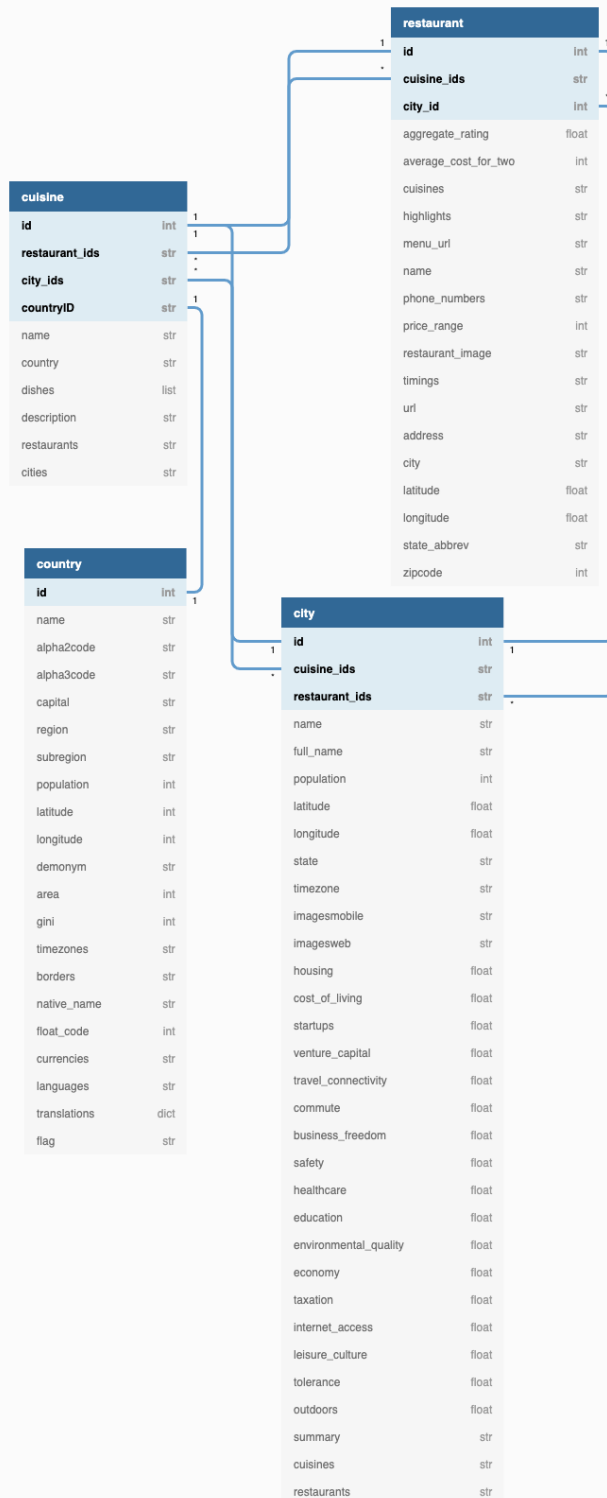 restaurant
id int
cuisine_ids str
city_id int
aggregate_rating float
average_cost_for_two int
cuisines str
highlights str
menu_url str
name str
phone_numbers str
price_range int
restaurant_image str
timings str
url str
address str
city str
latitude float
longitude float
state_abbrev str
zipcode int
1
*
1
*
cuisine
id int
restaurant_ids str
city_ids str
countryID str
name str
country str
dishes list
description str
restaurants str
cities str
1
1
*
*
1
country
id int
name str
alpha2code str
alpha3code str
capital str
region str
subregion str
population int
latitude int
longitude int
demonym str
area int
gini int
timezones str
borders str
native_name str
float_code int
currencies str
languages str
translations dict
flag str
1
city
id int
cuisine_ids str
restaurant_ids str
name str
full_name str
population int
latitude float
longitude float
state str
timezone str
imagesmobile str
imagesweb str
housing float
cost_of_living float
startups float
venture_capital float
travel_connectivity float
commute float
business_freedom float
safety float
healthcare float
education float
environmental_quality float
economy float
taxation float
internet_access float
leisure_culture float
tolerance float
outdoors float
summary str
cuisines str
restaurants str
1
*
1
*